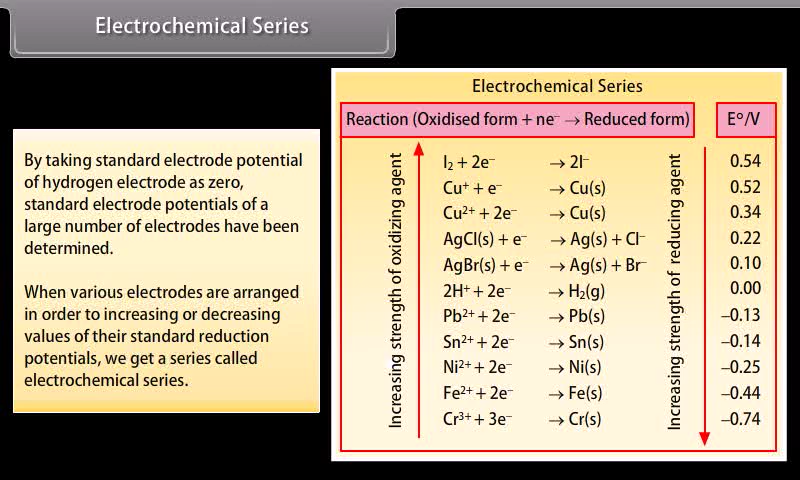 Electrochemical Series
By taking standard electrode potential
of hydrogen electrode as zero,
standard electrode potentials of a
large number of electrodes have been
determined.
When various electrodes are arranged
in order to increasing or decreasing
values of their standard reduction
potentials, we get a series called
electrochemical series.
Electrochemical Series
Reaction (Oxidised form + ne⁻ → Reduced form) E°/V
Increasing strength of oxidizing agent
I₂ + 2e⁻ → 2I⁻ 0.54
Cu⁺ + e⁻ → Cu(s) 0.52
Cu²⁺ + 2e⁻ → Cu(s) 0.34
AgCl(s) + e⁻ → Ag(s) + Cl⁻ 0.22
AgBr(s) + e⁻ → Ag(s) + Br⁻ 0.10
2H⁺ + 2e⁻ → H₂(g) 0.00
Pb²⁺ + 2e⁻ → Pb(s) –0.13
Sn²⁺ + 2e⁻ → Sn(s) –0.14
Ni²⁺ + 2e⁻ → Ni(s) –0.25
Fe²⁺ + 2e⁻ → Fe(s) –0.44
Cr³⁺ + 3e⁻ → Cr(s) –0.74
Increasing strength of reducing agent